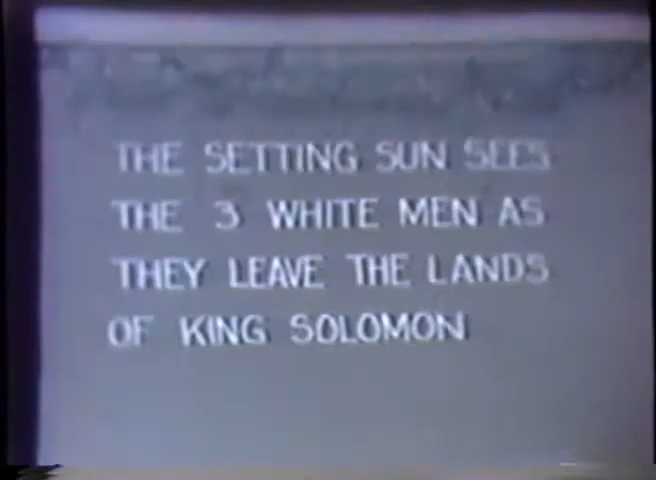 THE SETTING SUN SEES
THE 3 WHITE MEN AS
THEY LEAVE THE LANDS
OF KING SOLOMON